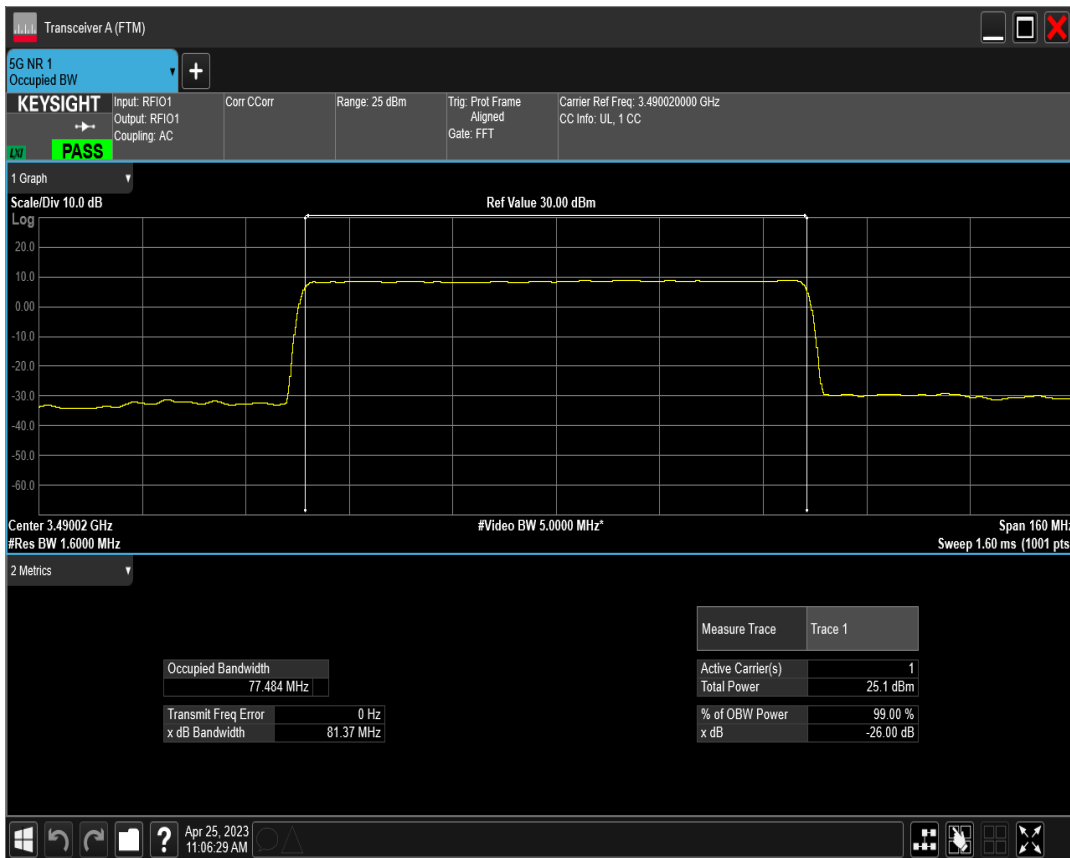 Transceiver A (FTM)
5G NR 1
Occupied BW
+
KEYSIGHT
LXI
PASS
Input: RFIO1
Output: RFIO1
Coupling: AC
Corr CCorr
Range: 25 dBm
Trig: Prot Frame
Aligned
Gate: FFT
Carrier Ref Freq: 3.490020000 GHz
CC Info: UL, 1 CC
1 Graph
Scale/Div 10.0 dB
Ref Value 30.00 dBm
Log
20.0
10.0
0.00
-10.0
-20.0
-30.0
-40.0
-50.0
-60.0
Center 3.49002 GHz
#Video BW 5.0000 MHz*
Span 160 MHz
#Res BW 1.6000 MHz
Sweep 1.60 ms (1001 pts
2 Metrics
Measure Trace Trace 1
Occupied Bandwidth
77.484 MHz
Active Carrier(s) 1
Total Power 25.1 dBm
Transmit Freq Error 0 Hz
x dB Bandwidth 81.37 MHz
% of OBW Power 99.00 %
x dB -26.00 dB
?
Apr 25, 2023
11:06:29 AM